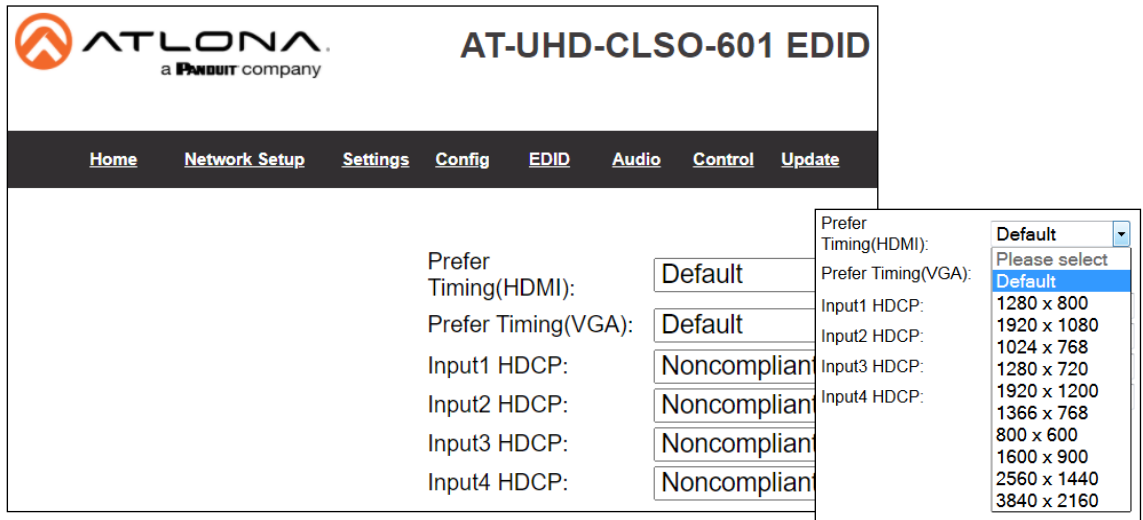 ATLONA.
a PANDUIT company
AT-UHD-CLSO-601 EDID
Home Network Setup Settings Config EDID Audio Control Update
Prefer
Timing(HDMI):
Default
Prefer Timing(VGA):
Default
Input1 HDCP:
Noncompliant
Input2 HDCP:
Noncompliant
Input3 HDCP:
Noncompliant
Input4 HDCP:
Noncompliant
Prefer
Timing(HDMI):
Default
Prefer Timing(VGA):
Input1 HDCP:
Input2 HDCP:
Input3 HDCP:
Input4 HDCP:
Please select
Default
1280 x 800
1920 x 1080
1024 x 768
1280 x 720
1920 x 1200
1366 x 768
800 x 600
1600 x 900
2560 x 1440
3840 x 2160